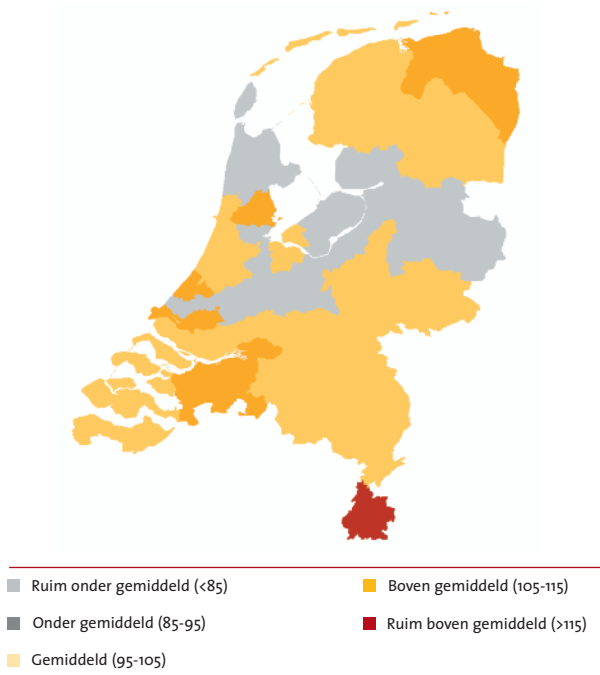 Ruim onder gemiddeld (<85)
Onder gemiddeld (85-95)
Gemiddeld (95-105)
Boven gemiddeld (105-115)
Ruim boven gemiddeld (>115)